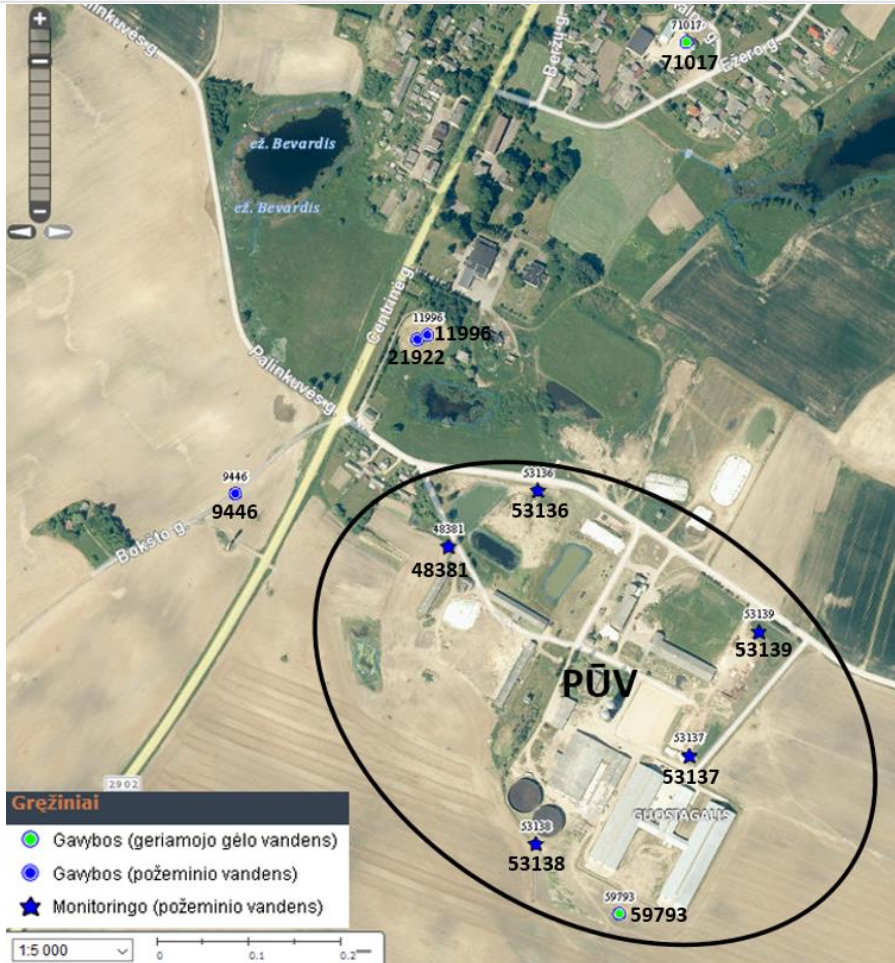 Palinkuvės g.
Beržų g.
71017
71017
Ežero g.
ež. Bevardis
ež. Bevardis
Centrinė g.
11996
11996
21922
Palinkuvės g.
9446
9446
Bokšto g.
53136
53136
48381
48381
53139
53139
PŪV
53137
53137
GUOSTAGALIS
53138
53138
59793
59793
2902
Gręžiniai
Gavybos (geriamojo gėlo vandens)
Gavybos (požeminio vandens)
Monitoringo (požeminio vandens)
1:5 000
0
0.1
0.2